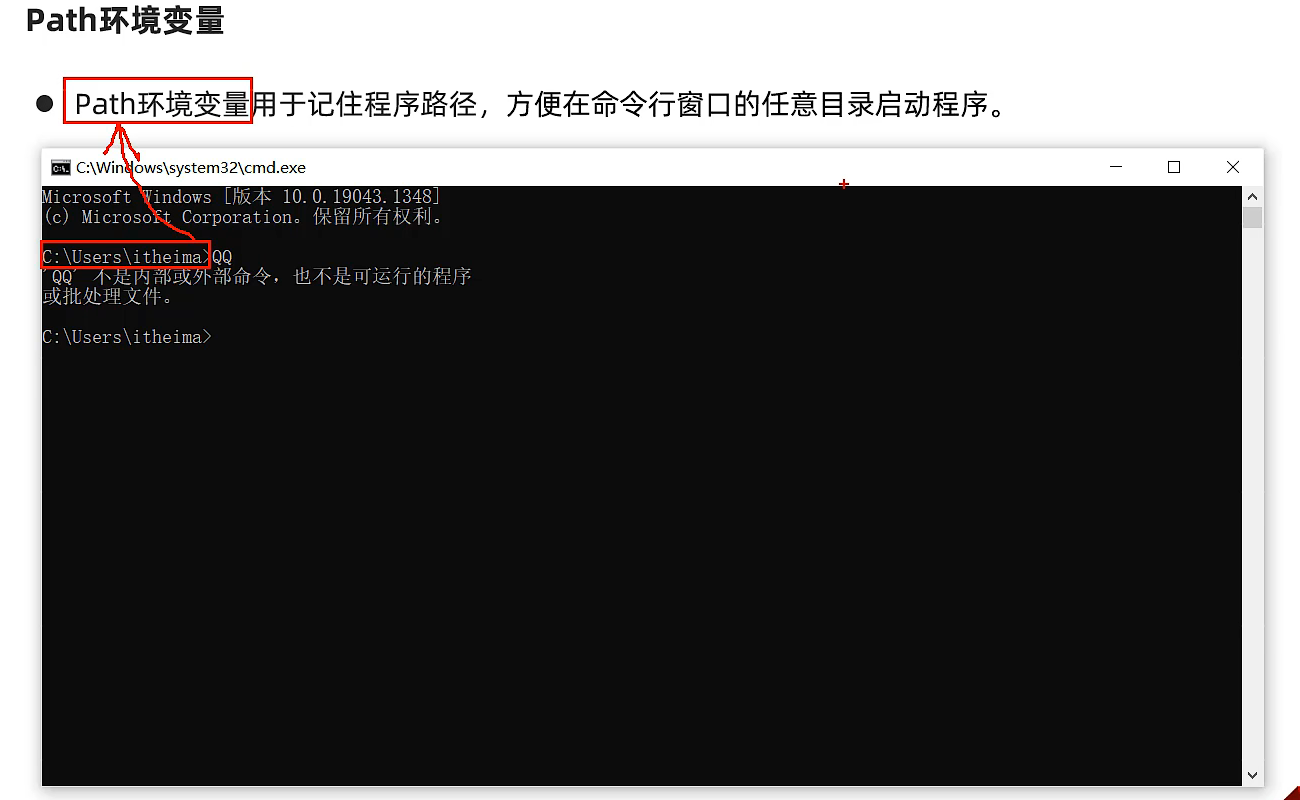 Path环境变量
Path环境变量用于记住程序路径，方便在命令行窗口的任意目录启动程序。
C:\Windows\system32\cmd.exe
Microsoft Windows [版本 10.0.19043.1348]
(c) Microsoft Corporation。保留所有权利。
C:\Users\itheima>QQ
'QQ' 不是内部或外部命令，也不是可运行的程序
或批处理文件。
C:\Users\itheima>